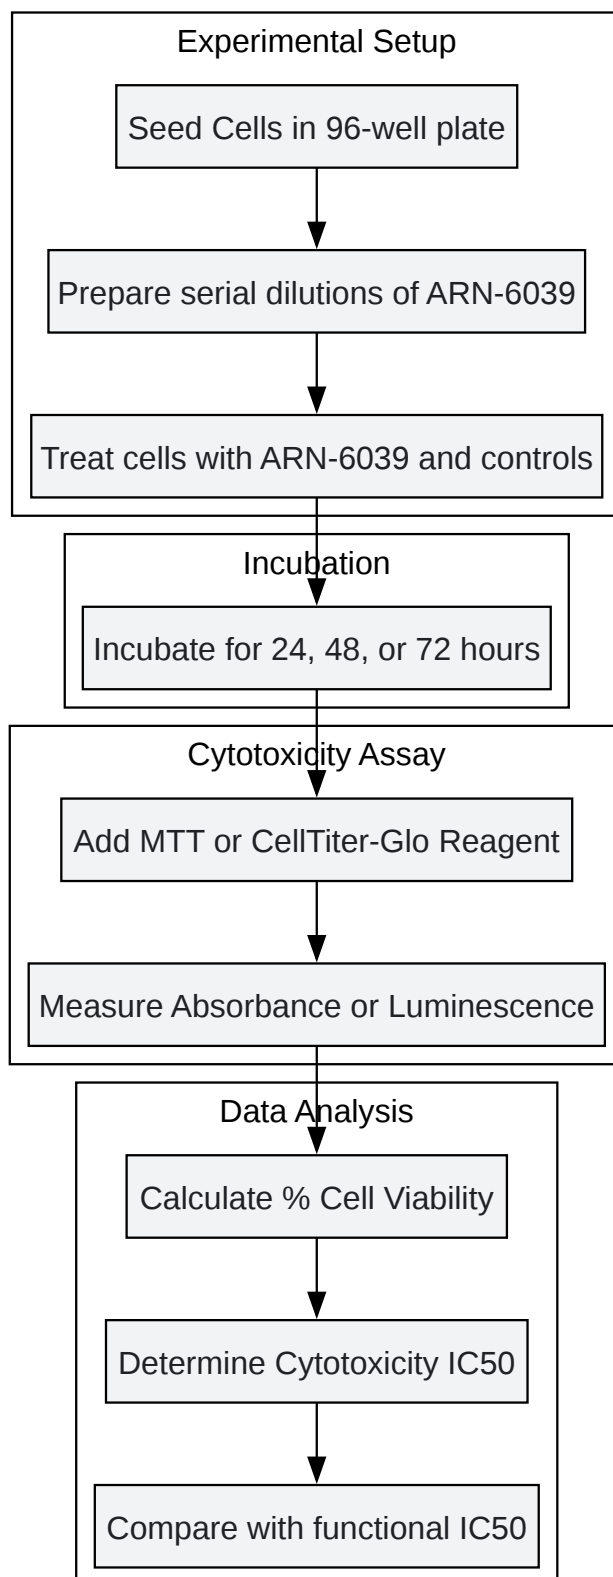 Experimental Setup
Seed Cells in 96-well plate
Prepare serial dilutions of ARN-6039
Treat cells with ARN-6039 and controls
Incubation
Incubate for 24, 48, or 72 hours
Cytotoxicity Assay
Add MTT or CellTiter-Glo Reagent
Measure Absorbance or Luminescence
Data Analysis
Calculate % Cell Viability
Determine Cytotoxicity IC50
Compare with functional IC50